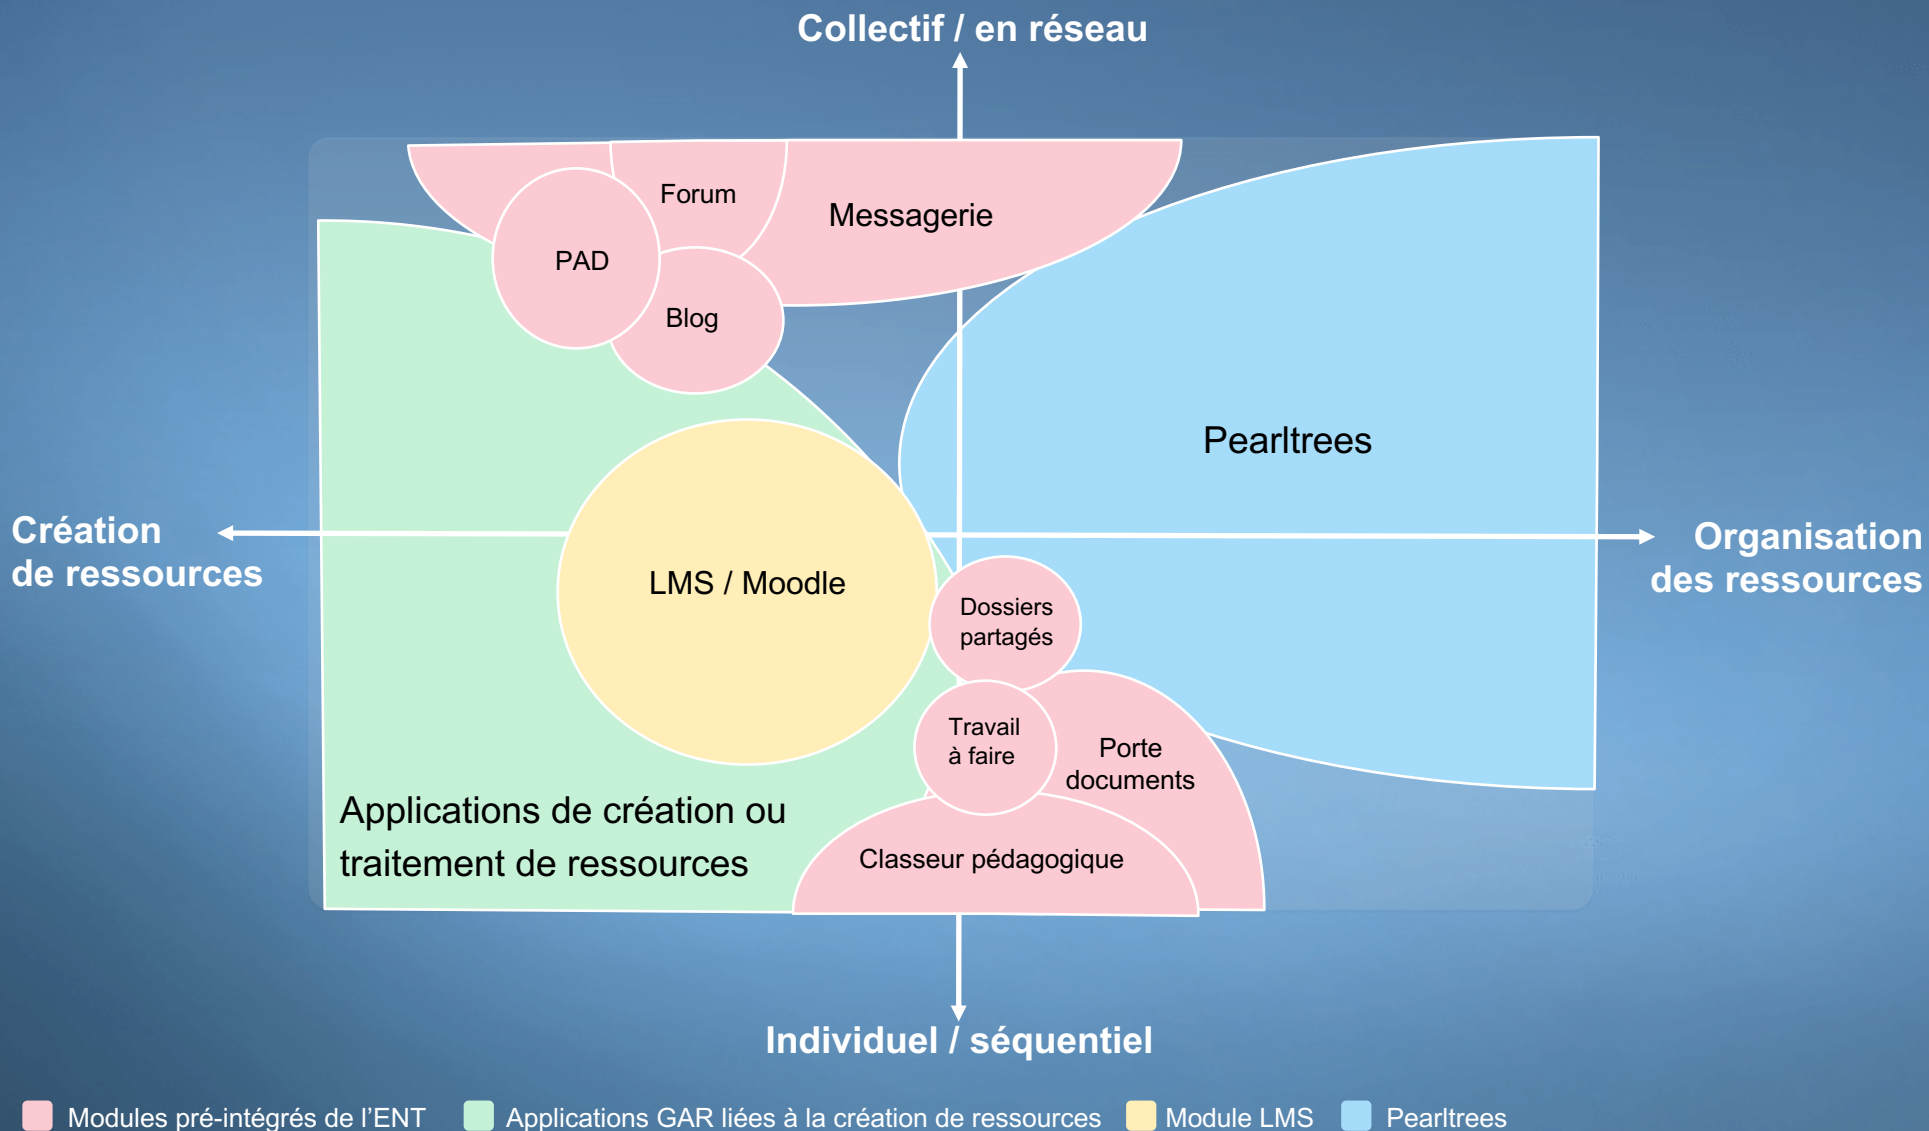 Collectif / en réseau
Forum
Messagerie
PAD
Blog
Pearltrees
Création
de ressources
Organisation
des ressources
LMS / Moodle
Dossiers
partagés
Travail
à faire
Porte
documents
Applications de création ou
traitement de ressources
Classeur pédagogique
Individuel / séquentiel
Modules pré-intégrés de l’ENT
Applications GAR liées à la création de ressources
Module LMS
Pearltrees